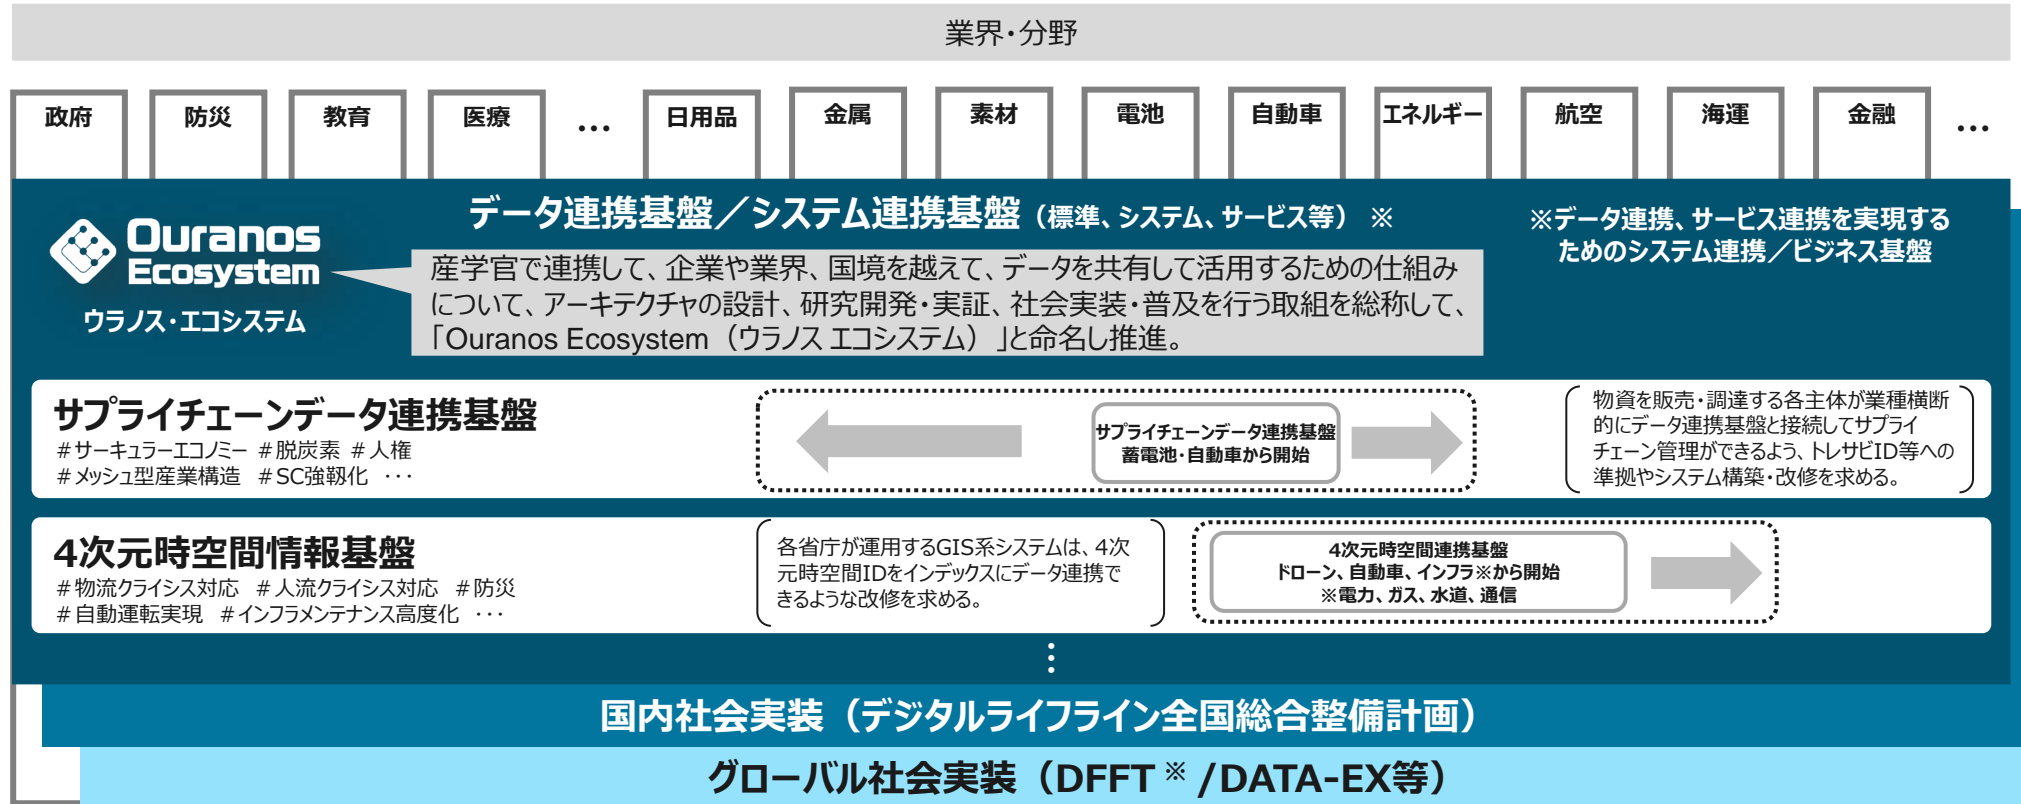 業界・分野
政府
防災
教育
医療
…
日用品
金属
素材
電池
自動車
エネルギー
航空
海運
金融
…
Ouranos
Ecosystem
ウラノス・エコシステム
データ連携基盤／システム連携基盤（標準、システム、サービス等）※
※データ連携、サービス連携を実現する
ためのシステム連携／ビジネス基盤
産学官で連携して、企業や業界、国境を越えて、データを共有して活用するための仕組み
について、アーキテクチャの設計、研究開発・実証、社会実装・普及を行う取組を総称して、
「Ouranos Ecosystem（ウラノス エコシステム）」と命名し推進。
サプライチェーンデータ連携基盤
＃サーキュラーエコノミー ＃脱炭素 ＃人権
＃メッシュ型産業構造 ＃SC強靱化 …
サプライチェーンデータ連携基盤
蓄電池・自動車から開始
物資を販売・調達する各主体が業種横断
的にデータ連携基盤と接続してサプライ
チェーン管理ができるよう、トレサビID等への
準拠やシステム構築・改修を求める。
4次元時空間情報基盤
＃物流クライシス対応 ＃人流クライシス対応 ＃防災
＃自動運転実現 ＃インフラメンテナンス高度化 …
各省庁が運用するGIS系システムは、4次
元時空間IDをインデックスにデータ連携で
きるような改修を求める。
4次元時空間連携基盤
ドローン、自動車、インフラ※から開始
※電力、ガス、水道、通信
⋮
国内社会実装（デジタルライフライン全国総合整備計画）
グローバル社会実装（DFFT※/DATA-EX等）